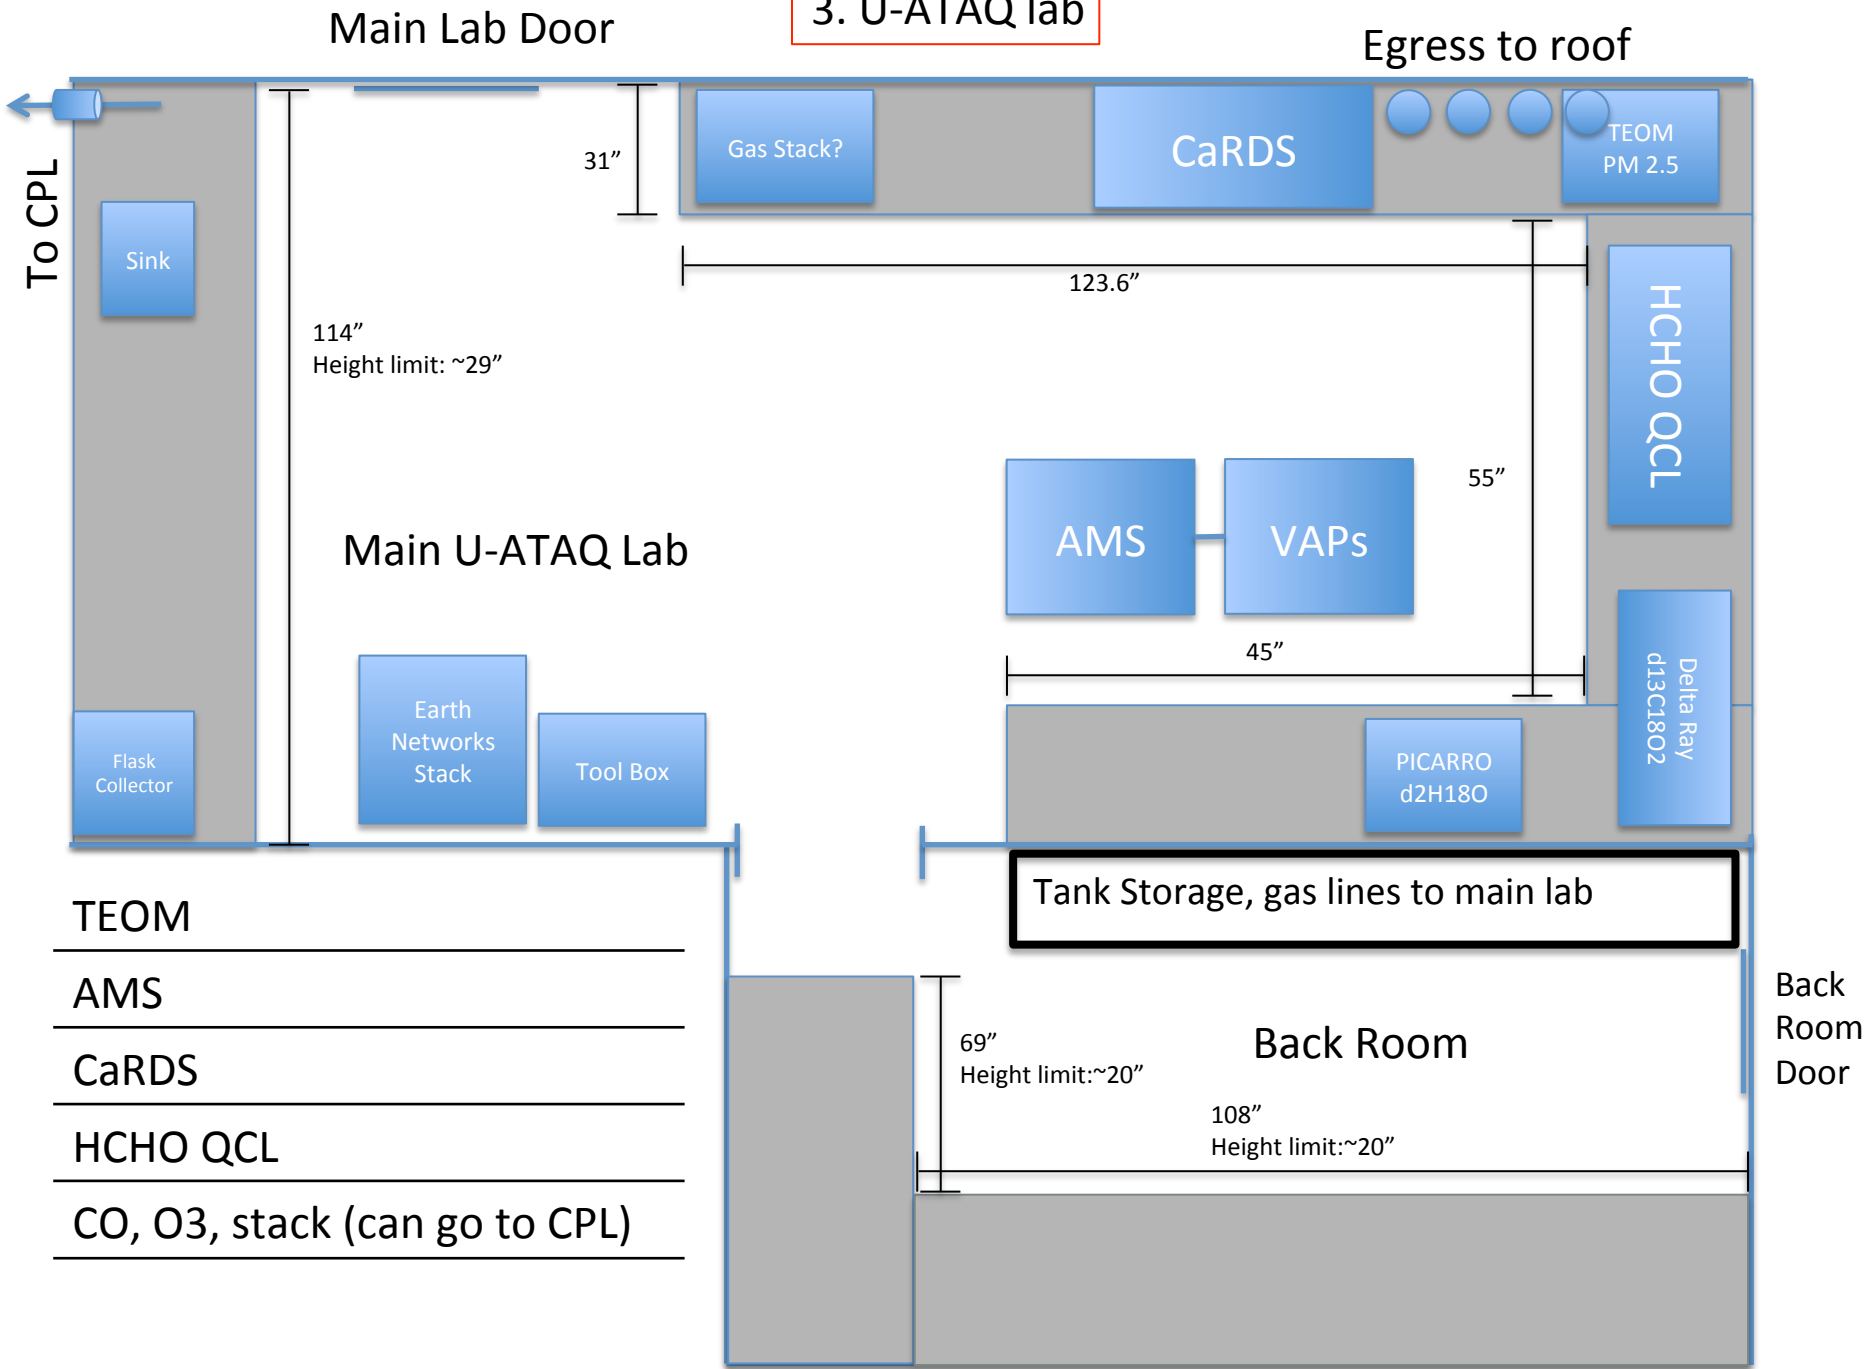 3. U-ATAQ lab
Main Lab Door
Egress to roof
To CPL
Gas Stack?
CaRDS
TEOM
PM 2.5
31”
Sink
123.6”
114”
Height limit: ~29”
HCHO QCL
55”
AMS
VAPs
Main U-ATAQ Lab
45”
Earth
Networks
Stack
Tool Box
Flask
Collector
PICARRO
d2H18O
Delta Ray
d13C18O2
Tank Storage, gas lines to main lab
TEOM
AMS
CaRDS
HCHO QCL
CO, O3, stack (can go to CPL)
69”
Height limit:~20”
Back Room
108”
Height limit:~20”
Back
Room
Door